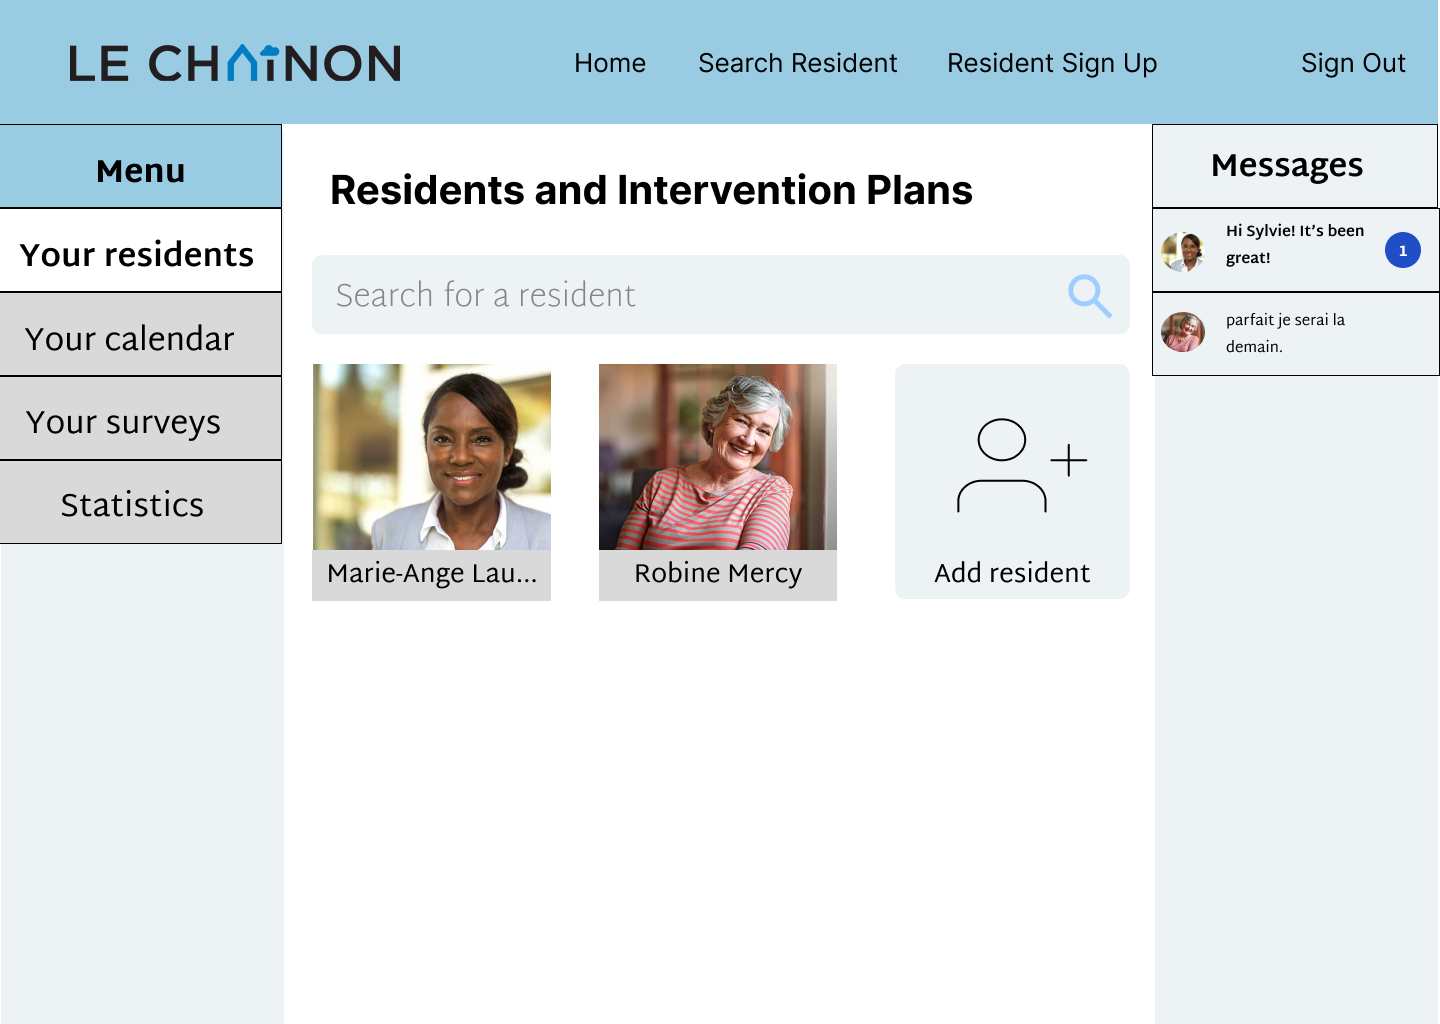 LE CHAÎNON
Home
Search Resident
Resident Sign Up
Sign Out
Menu
Your residents
Your calendar
Your surveys
Statistics
Residents and Intervention Plans
Search for a resident
Marie-Ange Lau...
Robine Mercy
Add resident
Messages
Hi Sylvie! It’s been
great!
1
parfait je serai la
demain.